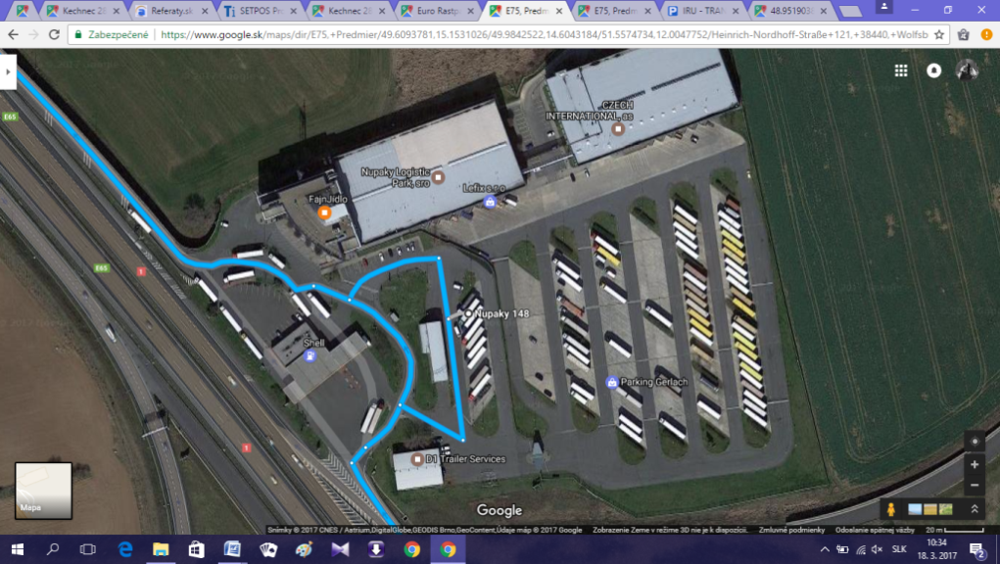 Kechnec 28
Referaty.sk
SETPOS Pr
Kechnec 28
Euro Rastp
E75, Predm
E75, Predm
IRU - TRAN
48.951903
Zabezpečené
https://www.google.sk/maps/dir/E75,+Predmier/49.6093781,15.1531026/49.9842522,14.6043184/51.5574734,12.0047752/Heinrich-Nordhoff-Straße+121,+38440,+Wolfsb
E65
CZECH
INTERNATIONAL, as
Nupaky Logistic
Park, sro
Lefix s.r.o
FajnJídlo
E65
1
Nupaky 148
Shell
Parking Gerlach
1
D1 Trailer Services
Mapa
Google
Snímky © 2017 CNES / Astrium,DigitalGlobe,GEODIS Brno,GeoContent,Údaje máp © 2017 Google
Zobrazenie Zeme v režime 3D nie je k dispozícii.
Zmluvné podmienky
Odoslanie spätnej väzby
20 m
SLK
10:34
18. 3. 2017
2